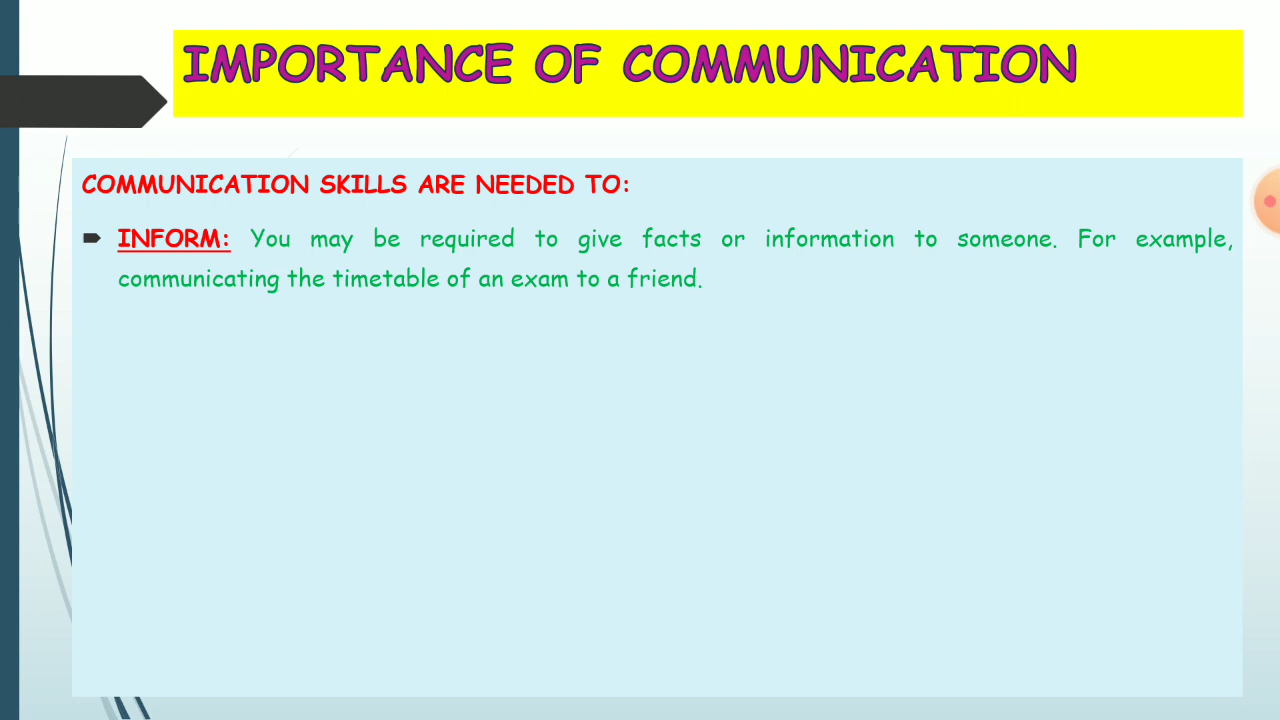 IMPORTANCE OF COMMUNICATION
COMMUNICATION SKILLS ARE NEEDED TO:
INFORM: You may be required to give facts or information to someone. For example,
communicating the timetable of an exam to a friend.